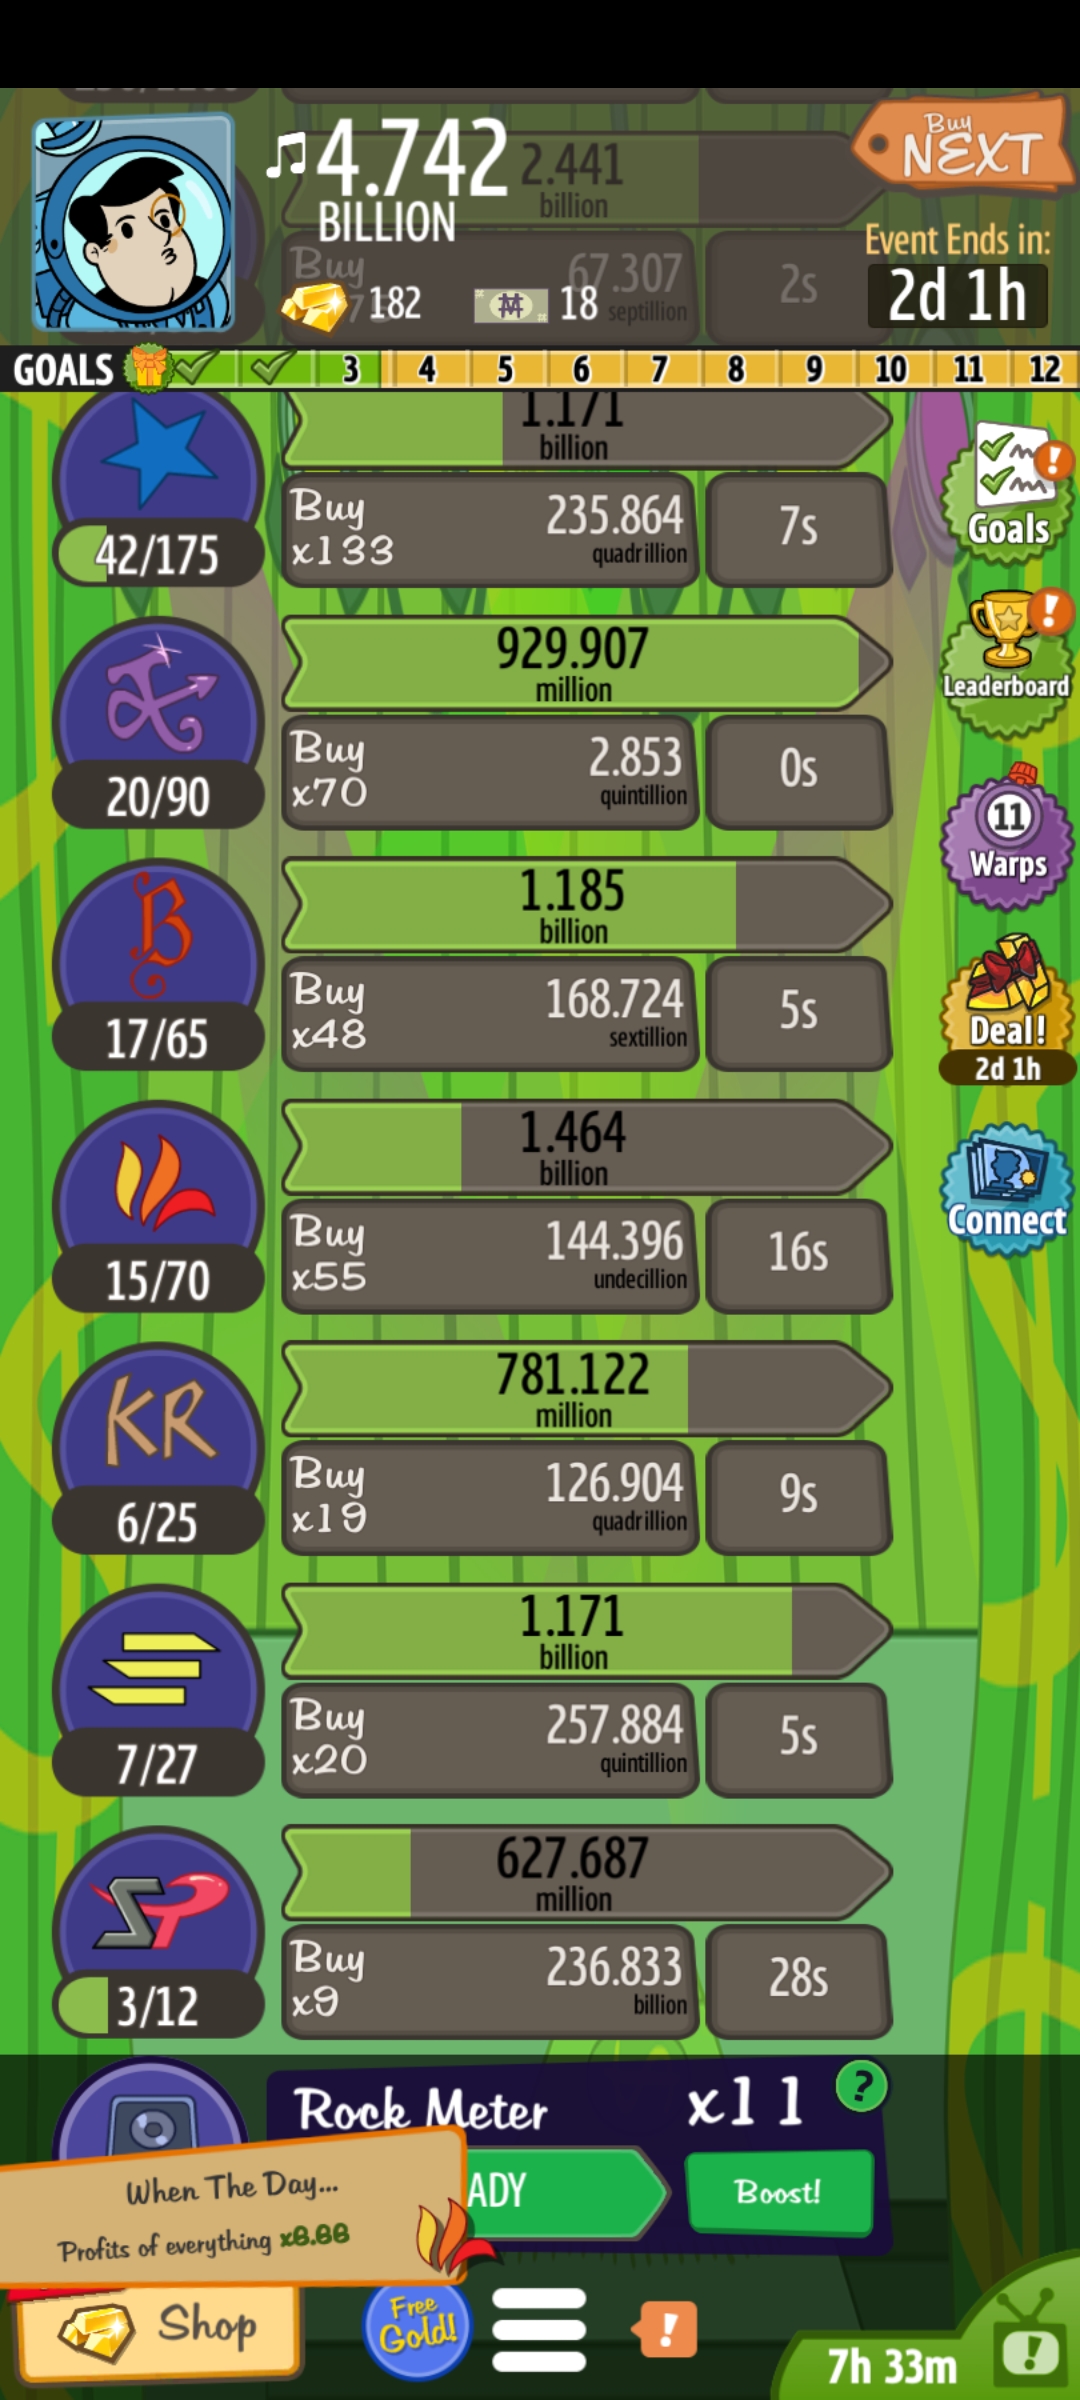 4.742
BILLION
2.441
billion
Buy
NEXT
Event Ends in:
2d 1h
Buy
67.307
septillion
2s
182
18
GOALS 3 4 5 6 7 8 9 10 11 12
1.171
billion
42/175
Buy
x133
235.864
quadrillion
7s
Goals
929.907
million
20/90
Buy
x70
2.853
quintillion
0s
Leaderboard
1.185
billion
17/65
Buy
x48
168.724
sextillion
5s
11
Warps
1.464
billion
15/70
Buy
x55
144.396
undecillion
16s
Deal!
2d 1h
Connect
KR
781.122
million
6/25
Buy
x19
126.904
quadrillion
9s
1.171
billion
7/27
Buy
x20
257.884
quintillion
5s
SP
627.687
million
3/12
Buy
x9
236.833
billion
28s
Rock Meter
x11
?
ADY
Boost!
When The Day...
Profits of everything x8.88
Shop
Free
Gold!
!
7h 33m